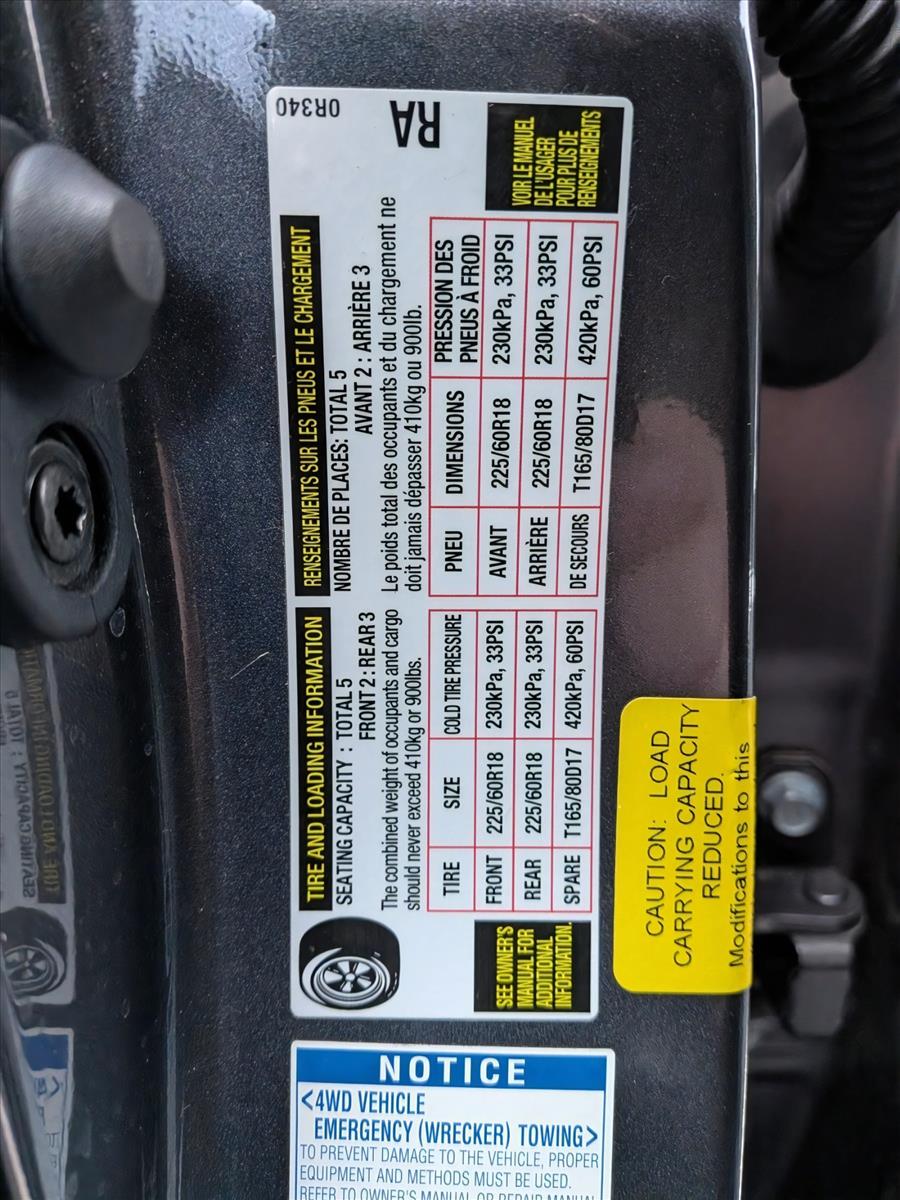 TIRE AND LOADING INFORMATION
SEATING CAPACITY : TOTAL 5
FRONT 2 : REAR 3
The combined weight of occupants and cargo
should never exceed 410kg or 900lbs.
TIRE SIZE COLD TIRE PRESSURE
FRONT 225/60R18 230kPa, 33PSI
REAR 225/60R18 230kPa, 33PSI
SPARE T165/80D17 420kPa, 60PSI
SEE OWNER'S
MANUAL FOR
ADDITIONAL
INFORMATION.
RENSEIGNEMENTS SUR LES PNEUS ET LE CHARGEMENT
NOMBRE DE PLACES: TOTAL 5
AVANT 2 : ARRIÈRE 3
Le poids total des occupants et du chargement ne
doit jamais dépasser 410kg ou 900lb.
PNEU DIMENSIONS PRESSION DES
PNEUS À FROID
AVANT 225/60R18 230kPa, 33PSI
ARRIÈRE 225/60R18 230kPa, 33PSI
DE SECOURS T165/80D17 420kPa, 60PSI
VOIR LE MANUEL
DE L'USAGER
POUR PLUS DE
RENSEIGNEMENTS
0R340
RA
CAUTION: LOAD
CARRYING CAPACITY
REDUCED.
Modifications to this
NOTICE
<4WD VEHICLE
EMERGENCY (WRECKER) TOWING>
TO PREVENT DAMAGE TO THE VEHICLE, PROPER
EQUIPMENT AND METHODS MUST BE USED.
REFER TO OWNER'S MANUAL OR REPAIR MANUAL